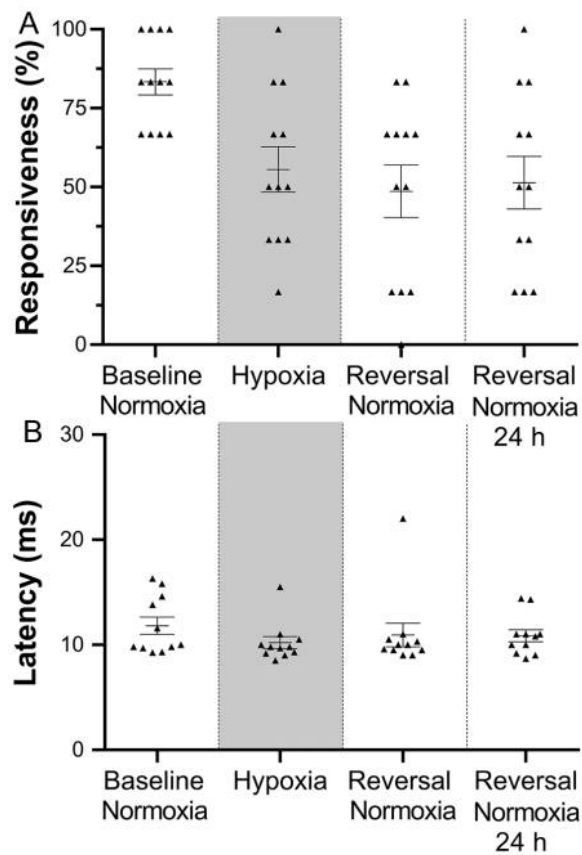 A
Responsiveness (%)
100
75
50
25
0
Baseline Normoxia
Hypoxia
Reversal Normoxia
Reversal Normoxia 24 h
B
Latency (ms)
30
20
10
0
Baseline Normoxia
Hypoxia
Reversal Normoxia
Reversal Normoxia 24 h